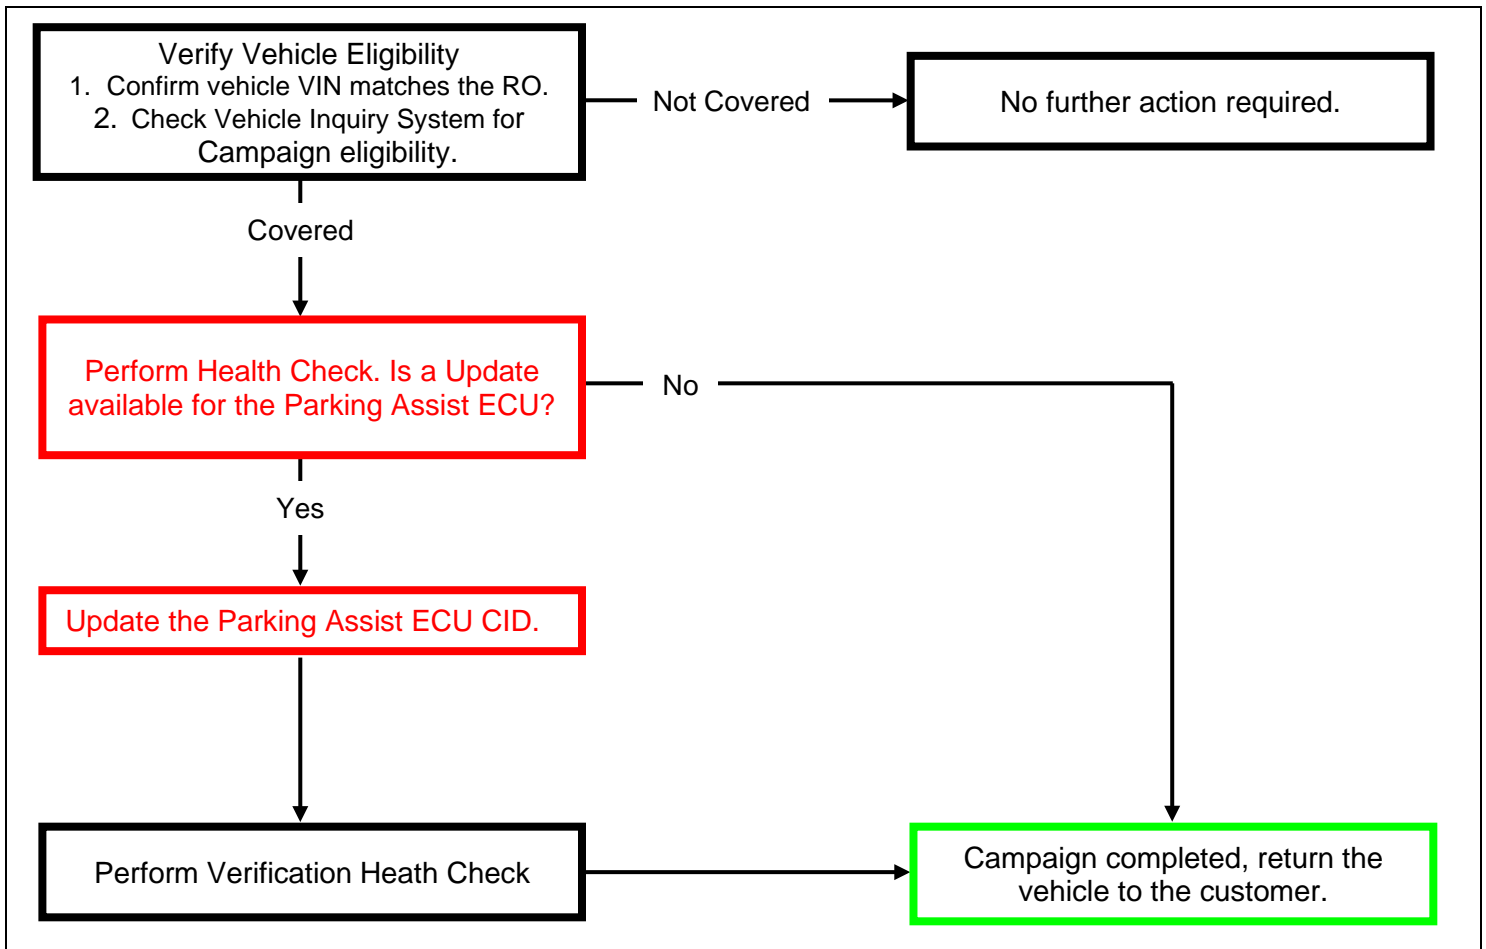 Verify Vehicle Eligibility
1. Confirm vehicle VIN matches the RO.
2. Check Vehicle Inquiry System for
Campaign eligibility.
Not Covered
No further action required.
Covered
Perform Health Check. Is a Update
available for the Parking Assist ECU?
No
Yes
Update the Parking Assist ECU CID.
Perform Verification Heath Check
Campaign completed, return the
vehicle to the customer.